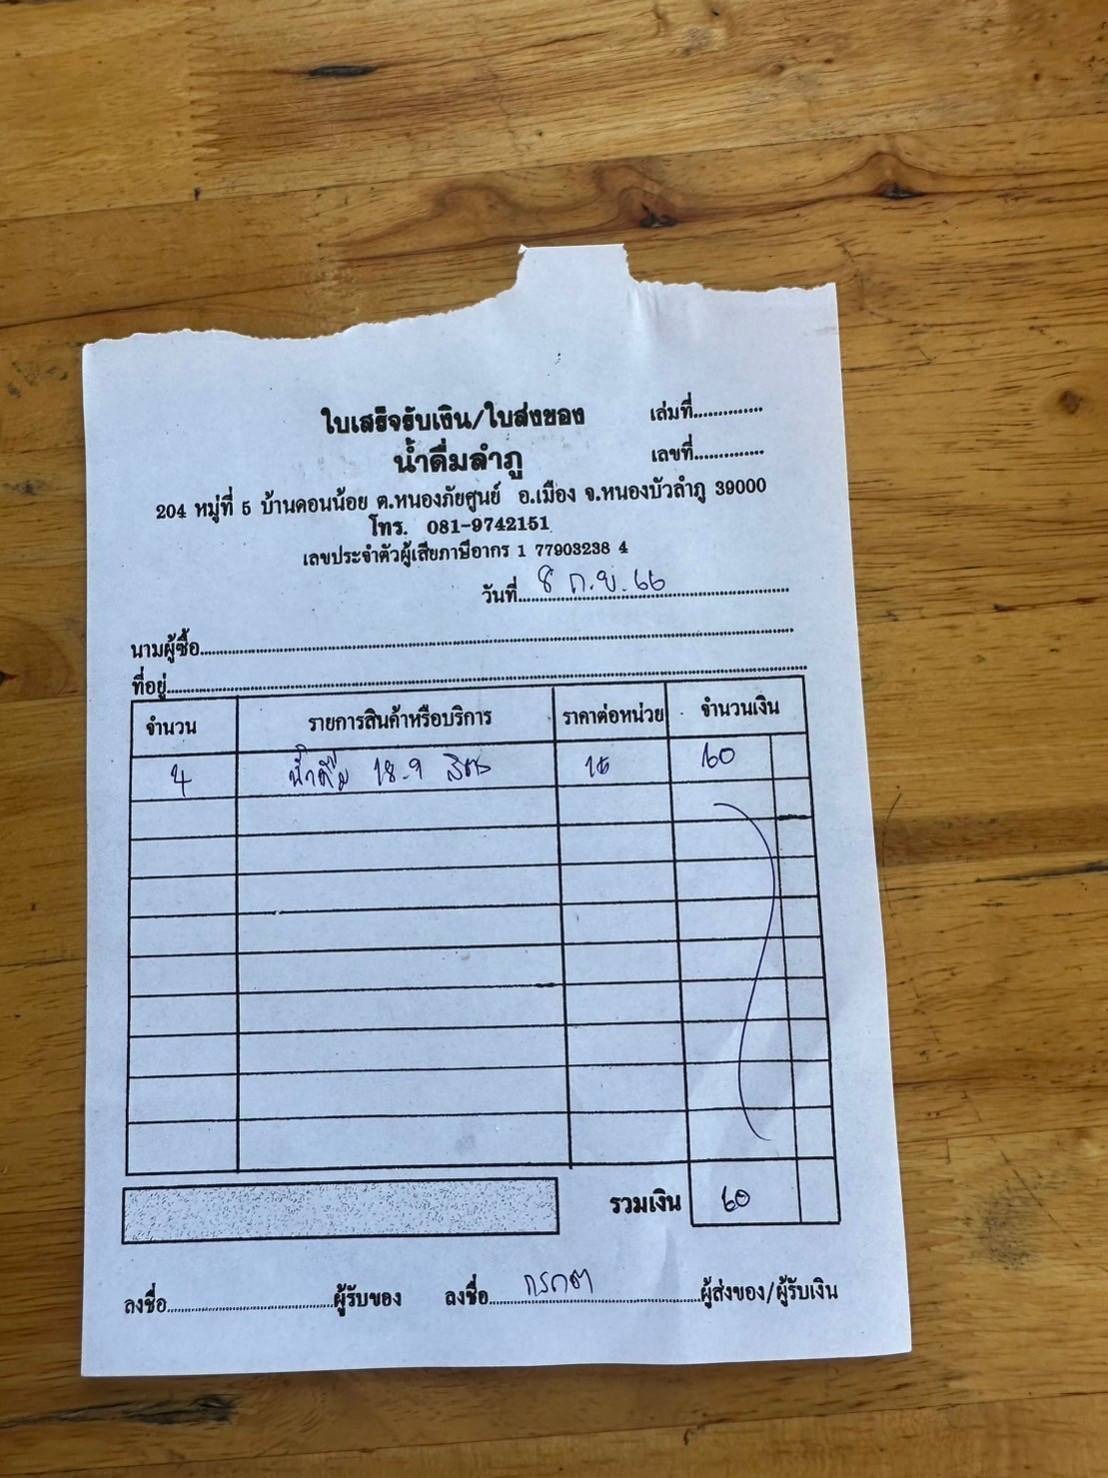 ใบเสร็จรับเงิน/ใบส่งของ เล่มที่..............
น้ำดื่มลำภู เลขที่..............
204 หมู่ที่ 5 บ้านดอนน้อย ต.หนองภัยศูนย์ อ.เมือง จ.หนองบัวลำภู 39000
โทร. 081-9742151
เลขประจำตัวผู้เสียภาษีอากร 1 77903238 4
วันที่ 8 ก.ย. 66
นามผู้ซื้อ
ที่อยู่
จำนวน รายการสินค้าหรือบริการ ราคาต่อหน่วย จำนวนเงิน
4 น้ำดื่ม 18.9 ลิตร 15 60
รวมเงิน 60
ลงชื่อ ผู้รับของ ลงชื่อ ผู้ส่งของ/ผู้รับเงิน